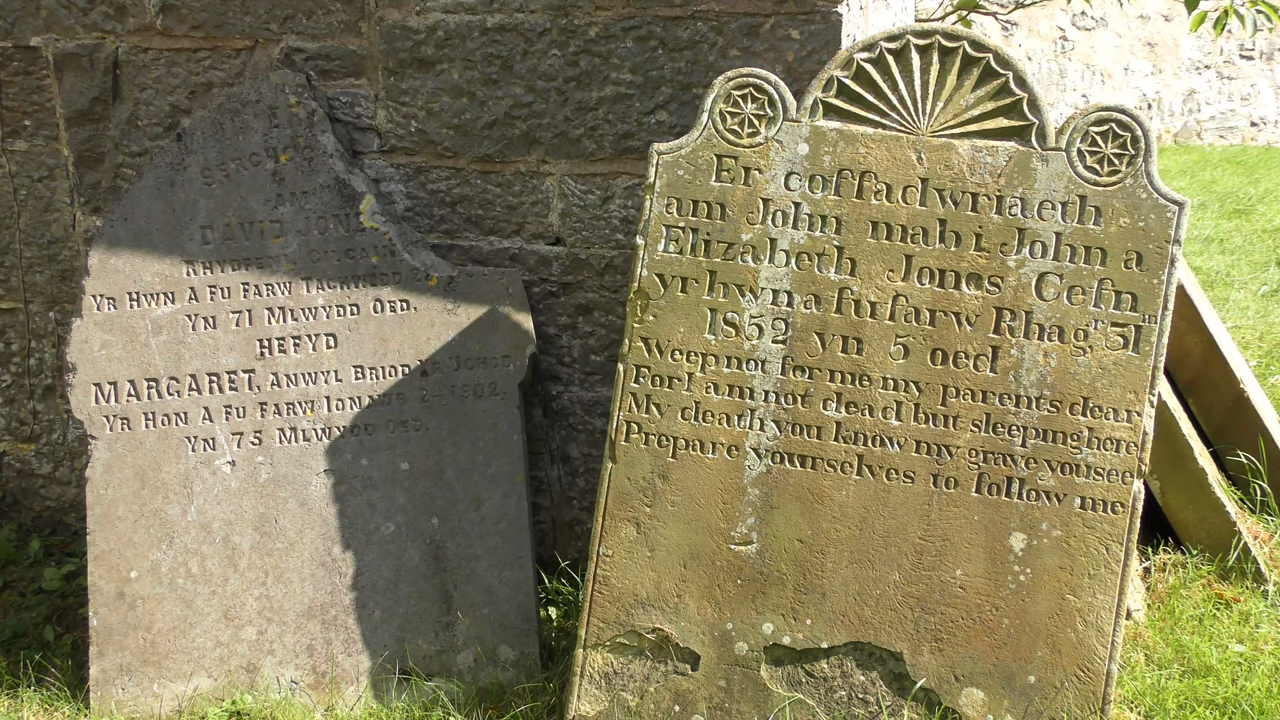 SERCHOG
AM
DAVID JON
YR HWN A FU FARW TACHWEDD
YN 71 MLWYDD OED.
HEFYD
MARGARET, ANWYL BRIOD YR UCHOD,
YR HON A FU FARW IONAWR 24 1902,
YN 75 MLWYDD OED.
Er coffadwriaeth
am John mab i John a
Elizabeth Jones Cefn
yr hwn a fu farw Rhagr. 31
1852 yn 5 oed
Weep not for me my parents dear
For I am not dead but sleeping here
My death you know my grave you see
Prepare yourselves to follow me